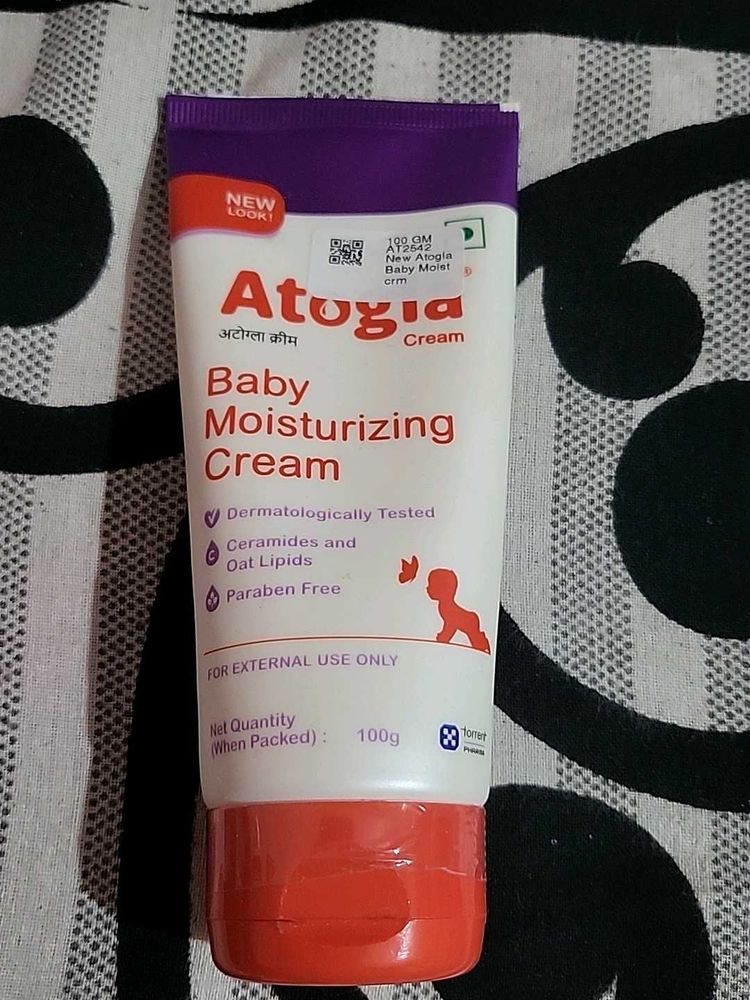 NEW
LOOK!
100 GM
AT2542
New Atogla
Baby Moist
crm
Atogla®
अटोग्ला क्रीम
Cream
Baby
Moisturizing
Cream
Dermatologically Tested
Ceramides and
Oat Lipids
Paraben Free
FOR EXTERNAL USE ONLY
Net Quantity
(When Packed) : 100g
torrent
PHARMA